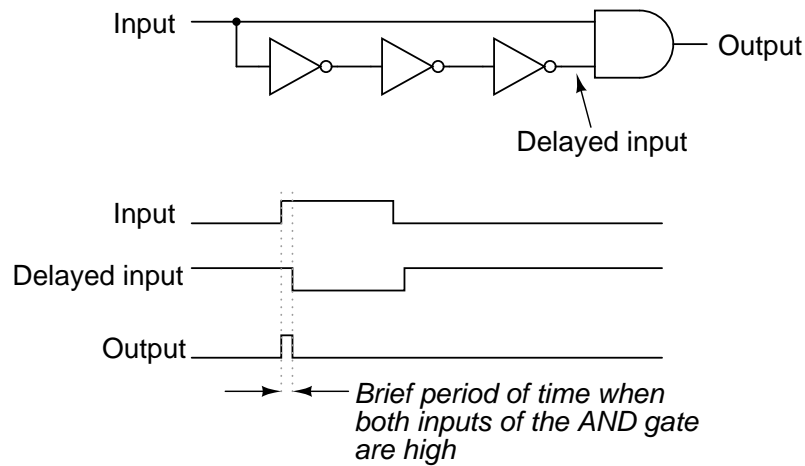 Input
Output
Delayed input
Input
Delayed input
Output
Brief period of time when
both inputs of the AND gate
are high